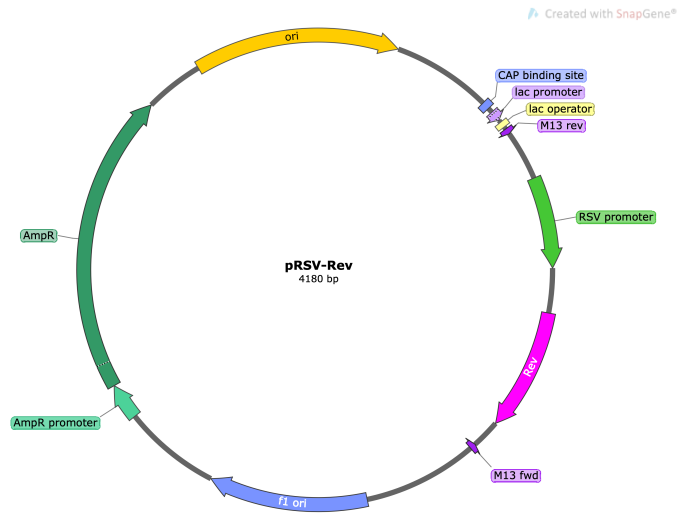 Created with SnapGene®
ori
CAP binding site
lac promoter
lac operator
M13 rev
RSV promoter
AmpR
pRSV-Rev
4180 bp
Rev
AmpR promoter
M13 fwd
f1 ori